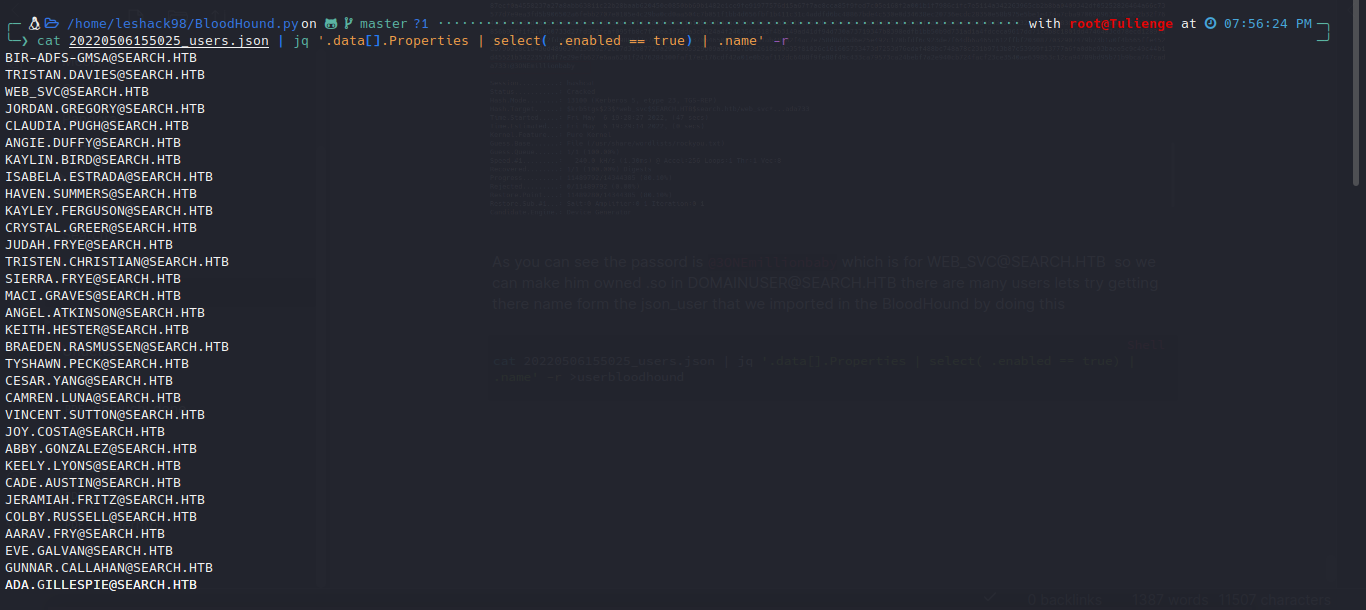 /home/leshack98/BloodHound.py on master ?1 with root@Tulienge at 07:56:24 PM
cat 20220506155025_users.json | jq '.data[].Properties | select( .enabled == true) | .name' -r
BIR-ADFS-GMSA@SEARCH.HTB
TRISTAN.DAVIES@SEARCH.HTB
WEB_SVC@SEARCH.HTB
JORDAN.GREGORY@SEARCH.HTB
CLAUDIA.PUGH@SEARCH.HTB
ANGIE.DUFFY@SEARCH.HTB
KAYLIN.BIRD@SEARCH.HTB
ISABELA.ESTRADA@SEARCH.HTB
HAVEN.SUMMERS@SEARCH.HTB
KAYLEY.FERGUSON@SEARCH.HTB
CRYSTAL.GREER@SEARCH.HTB
JUDAH.FRYE@SEARCH.HTB
TRISTEN.CHRISTIAN@SEARCH.HTB
SIERRA.FRYE@SEARCH.HTB
MACI.GRAVES@SEARCH.HTB
ANGEL.ATKINSON@SEARCH.HTB
KEITH.HESTER@SEARCH.HTB
BRAEDEN.RASMUSSEN@SEARCH.HTB
TYSHAWN.PECK@SEARCH.HTB
CESAR.YANG@SEARCH.HTB
CAMREN.LUNA@SEARCH.HTB
VINCENT.SUTTON@SEARCH.HTB
JOY.COSTA@SEARCH.HTB
ABBY.GONZALEZ@SEARCH.HTB
KEELY.LYONS@SEARCH.HTB
CADE.AUSTIN@SEARCH.HTB
JERAMIAH.FRITZ@SEARCH.HTB
COLBY.RUSSELL@SEARCH.HTB
AARAV.FRY@SEARCH.HTB
EVE.GALVAN@SEARCH.HTB
GUNNAR.CALLAHAN@SEARCH.HTB
ADA.GILLESPIE@SEARCH.HTB
As you can see the passord is which is for WEB_SVC@SEARCH.HTB so we
can make him owned .so in DOMAINUSER@SEARCH.HTB there are many users lets try getting
there name form the json_user that we imported in the BloodHound by doing this
cat 20220506155025_users.json | jq '.data[].Properties | select( .enabled == true) |
.name' -r >userbloodhound
0 backlinks 1387 words 11507 characters